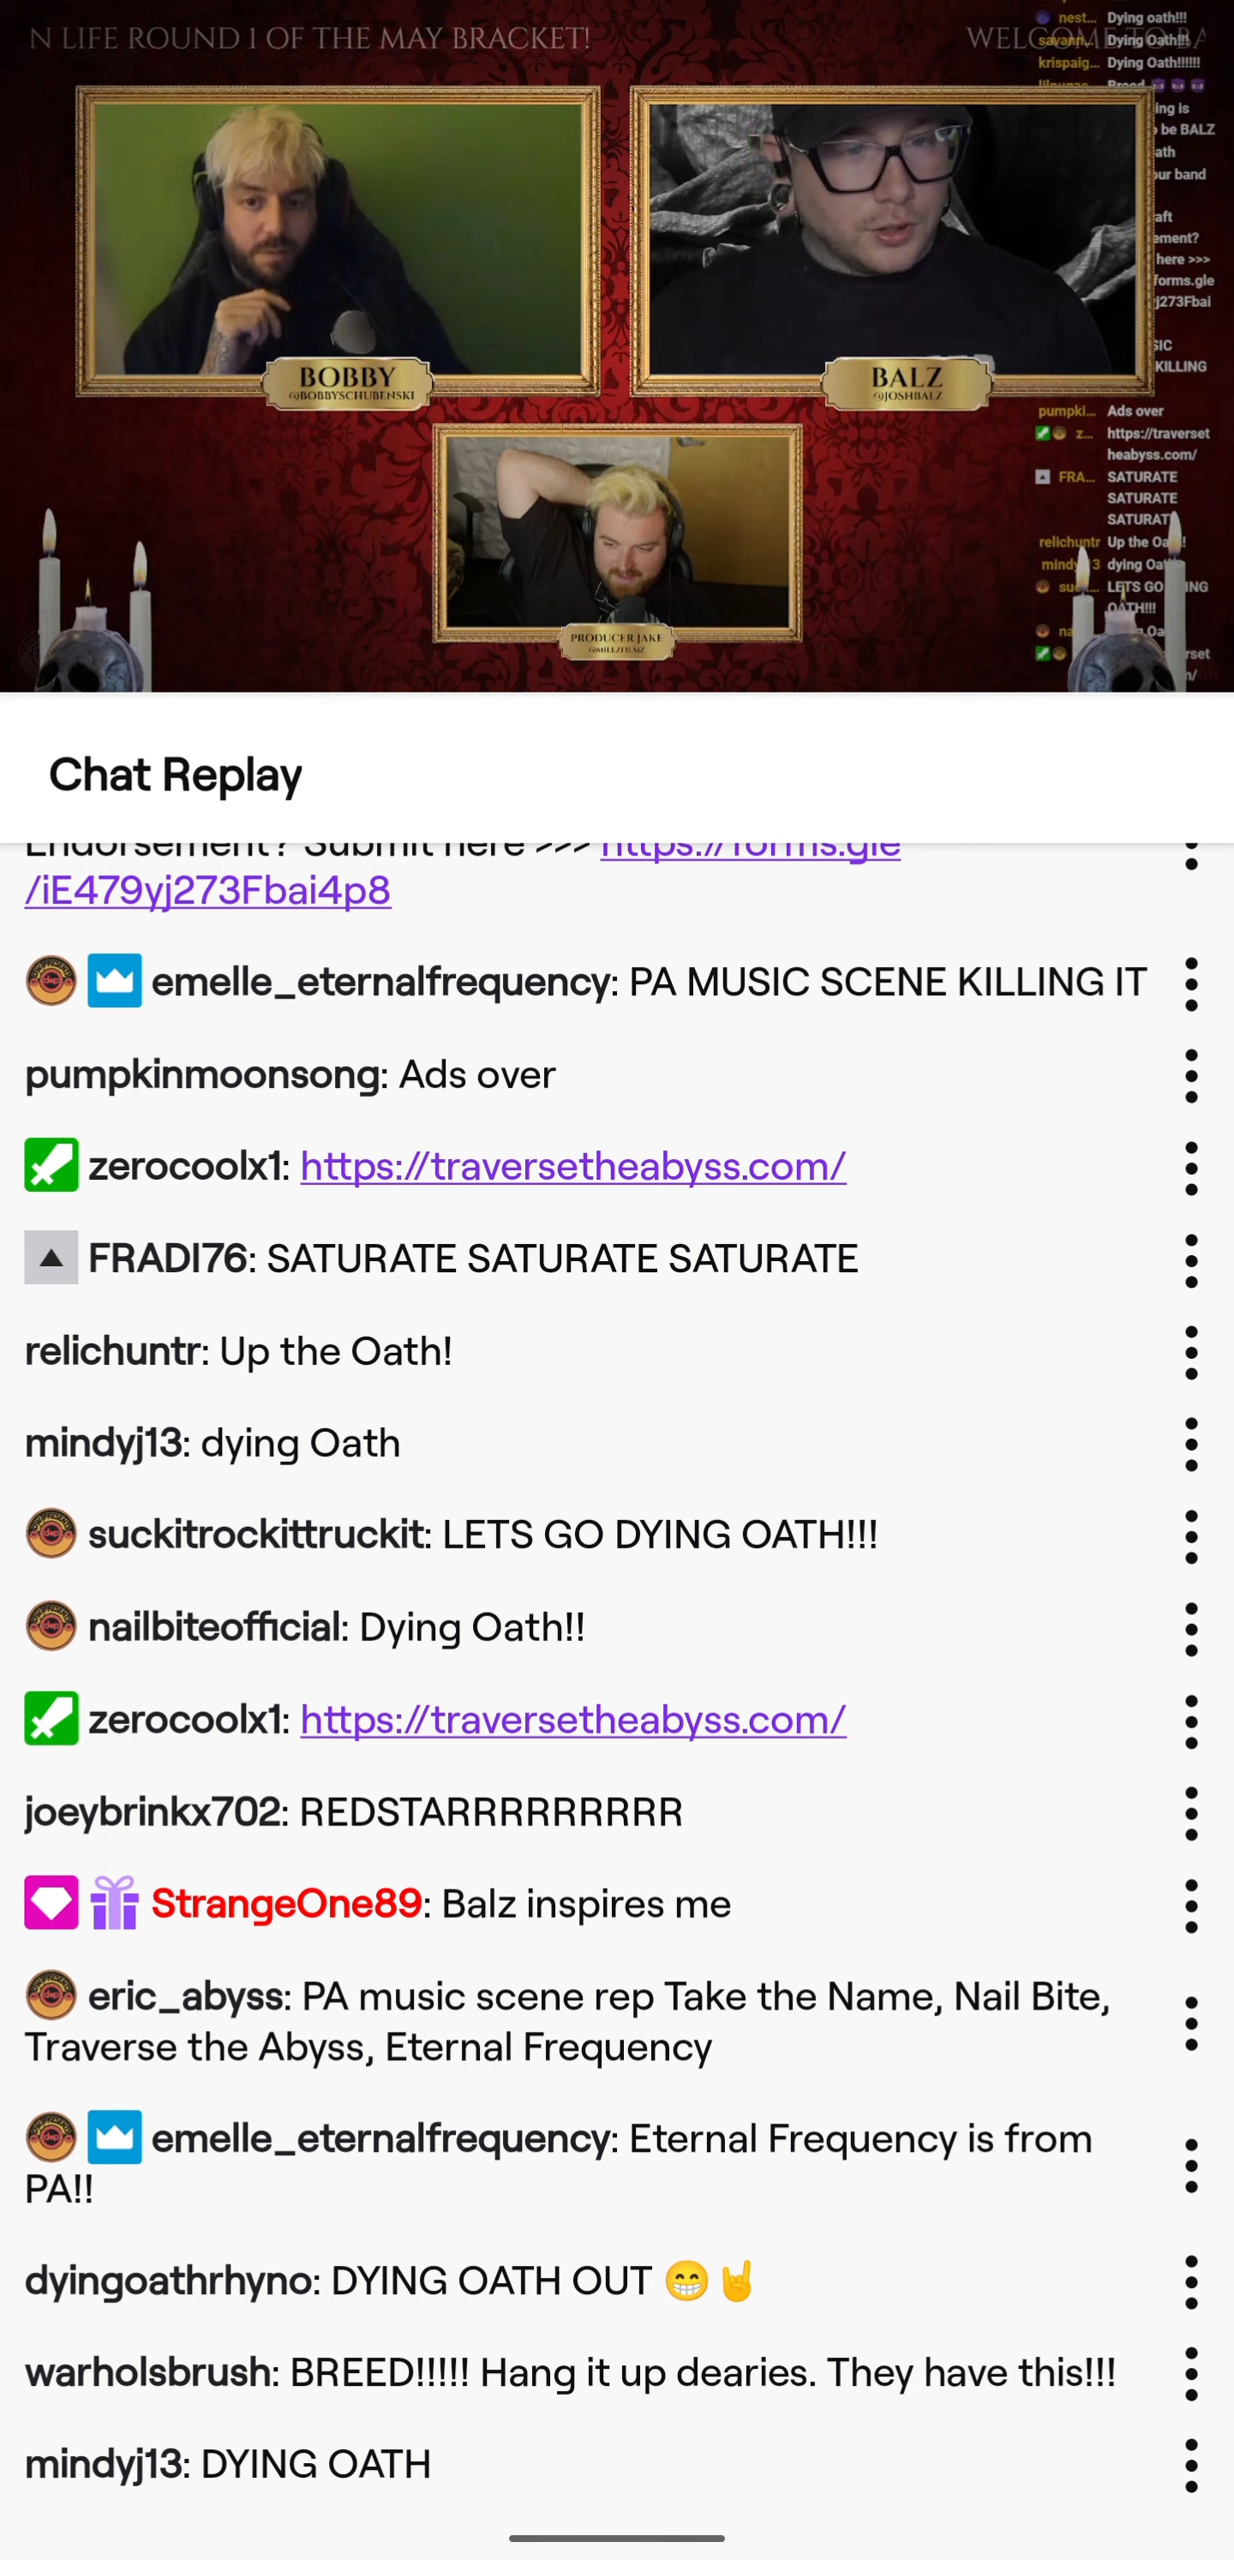 N LIFE ROUND 1 OF THE MAY BRACKET!
WELCOME TO BA
nest... Dying oath!!!
savann... Dying Oath!!!
krispaig... Dying Oath!!!!!!
Breed
ing is
be BALZ
ath
our band
aft
ement?
here >>>
forms.gle
j273Fbai
SIC
KILLING
BOBBY
@BOBBYSCHUBENSKI
BALZ
@JOSHBALZ
pumpki... Ads over
z... https://traverset
heabyss.com/
FRA... SATURATE
SATURATE
SATURAT
relichuntr Up the Oa !
mindy 3 dying Oa
su ... LETS GO ING
OATH!!!
na Oa
rset
PRODUCER JAKE
@MILLZFILMZ
Chat Replay
Endorsement? Submit here >>> https://forms.gle
/iE479yj273Fbai4p8
emelle_eternalfrequency: PA MUSIC SCENE KILLING IT
pumpkinmoonsong: Ads over
zerocoolx1: https://traversetheabyss.com/
FRADI76: SATURATE SATURATE SATURATE
relichuntr: Up the Oath!
mindyj13: dying Oath
suckitrockittruckit: LETS GO DYING OATH!!!
nailbiteofficial: Dying Oath!!
zerocoolx1: https://traversetheabyss.com/
joeybrinkx702: REDSTARRRRRRRRR
StrangeOne89: Balz inspires me
eric_abyss: PA music scene rep Take the Name, Nail Bite,
Traverse the Abyss, Eternal Frequency
emelle_eternalfrequency: Eternal Frequency is from
PA!!
dyingoathrhyno: DYING OATH OUT 😁🤘
warholsbrush: BREED!!!!! Hang it up dearies. They have this!!!
mindyj13: DYING OATH